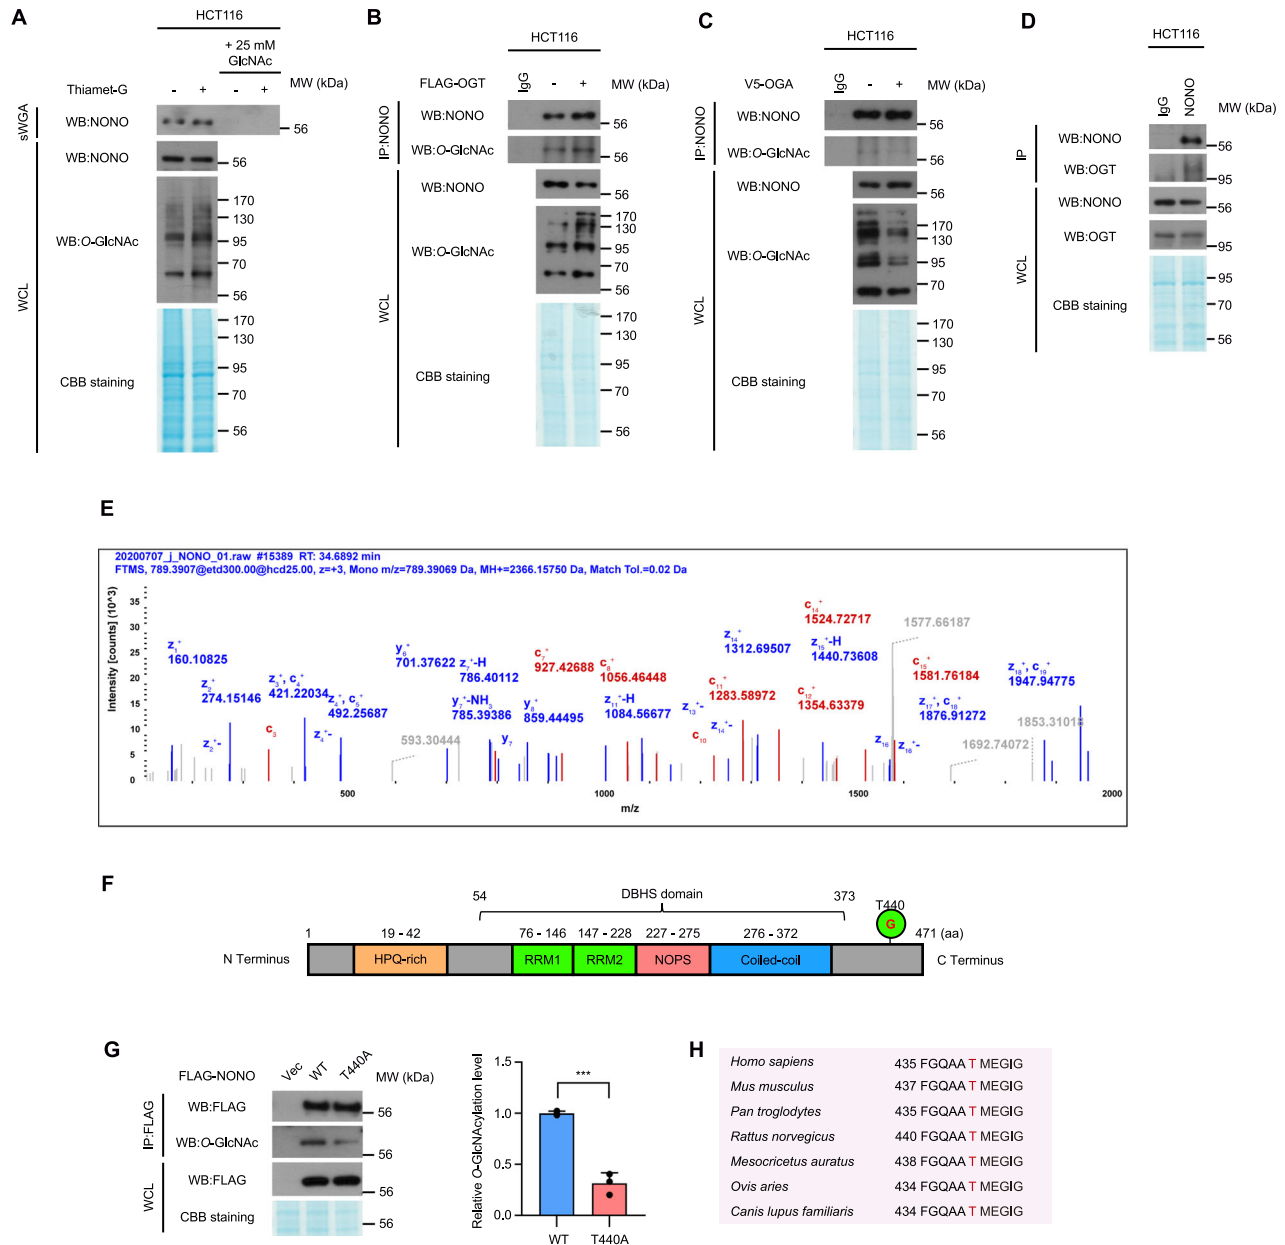 A
HCT116
+ 25 mM
GlcNAc
Thiamet-G - + - + MW (kDa)
sWGA
WB:NONO
56
WCL
WB:NONO
56
WB:O-GlcNAc
170
130
95
70
56
CBB staining
170
130
95
70
56
B
HCT116
FLAG-OGT IgG - + MW (kDa)
IP:NONO
WB:NONO
56
WB:O-GlcNAc
56
WCL
WB:NONO
56
WB:O-GlcNAc
170
130
95
70
56
CBB staining
170
130
95
70
56
C
HCT116
V5-OGA IgG - + MW (kDa)
IP:NONO
WB:NONO
56
WB:O-GlcNAc
56
WCL
WB:NONO
56
WB:O-GlcNAc
170
130
95
70
CBB staining
170
130
95
70
56
D
HCT116
IgG NONO MW (kDa)
IP
WB:NONO
56
WB:OGT
95
WCL
WB:NONO
56
WB:OGT
95
CBB staining
95
70
56
E
20200707_j_NONO_01.raw #15389 RT: 34.6892 min
FTMS, 789.3907@etd300.00@hcd25.00, z=+3, Mono m/z=789.39069 Da, MH+=2366.15750 Da, Match Tol.=0.02 Da
Intensity [counts] (10^3)
35
30
25
20
15
10
5
0
z1+
160.10825
z2+
274.15146
z2+-
c3
z3+, c4+
421.22034
z4+-
z4+, c5+
492.25687
593.30444
y6+
701.37622
z7+-H
786.40112
y7+-NH3
785.39386
y7
y8+
859.44495
c7+
927.42688
c8+
1056.46448
z11+-H
1084.56677
z13+-
c10
c11+
1283.58972
z14+-
z14+
1312.69507
c12+
1354.63379
c14+
1524.72717
z15+-H
1440.73608
1577.66187
c15+
1581.76184
z16
z16+-
z17+, c18+
1876.91272
1692.74072
1853.31018
z18+, c19+
1947.94775
500 1000 1500 2000
m/z
F
54 DBHS domain 373
T440
G
1 19 - 42 76 - 146 147 - 228 227 - 275 276 - 372 471 (aa)
N Terminus HPQ-rich RRM1 RRM2 NOPS Coiled-coil C Terminus
G
FLAG-NONO Vec WT T440A MW (kDa)
IP:FLAG
WB:FLAG
56
WB:O-GlcNAc
56
WCL
WB:FLAG
56
CBB staining
56
Relative O-GlcNAcylation level
1.5
1.0
0.5
0.0
***
WT T440A
H
Homo sapiens 435 FGQAA T MEGIG
Mus musculus 437 FGQAA T MEGIG
Pan troglodytes 435 FGQAA T MEGIG
Rattus norvegicus 440 FGQAA T MEGIG
Mesocricetus auratus 438 FGQAA T MEGIG
Ovis aries 434 FGQAA T MEGIG
Canis lupus familiaris 434 FGQAA T MEGIG